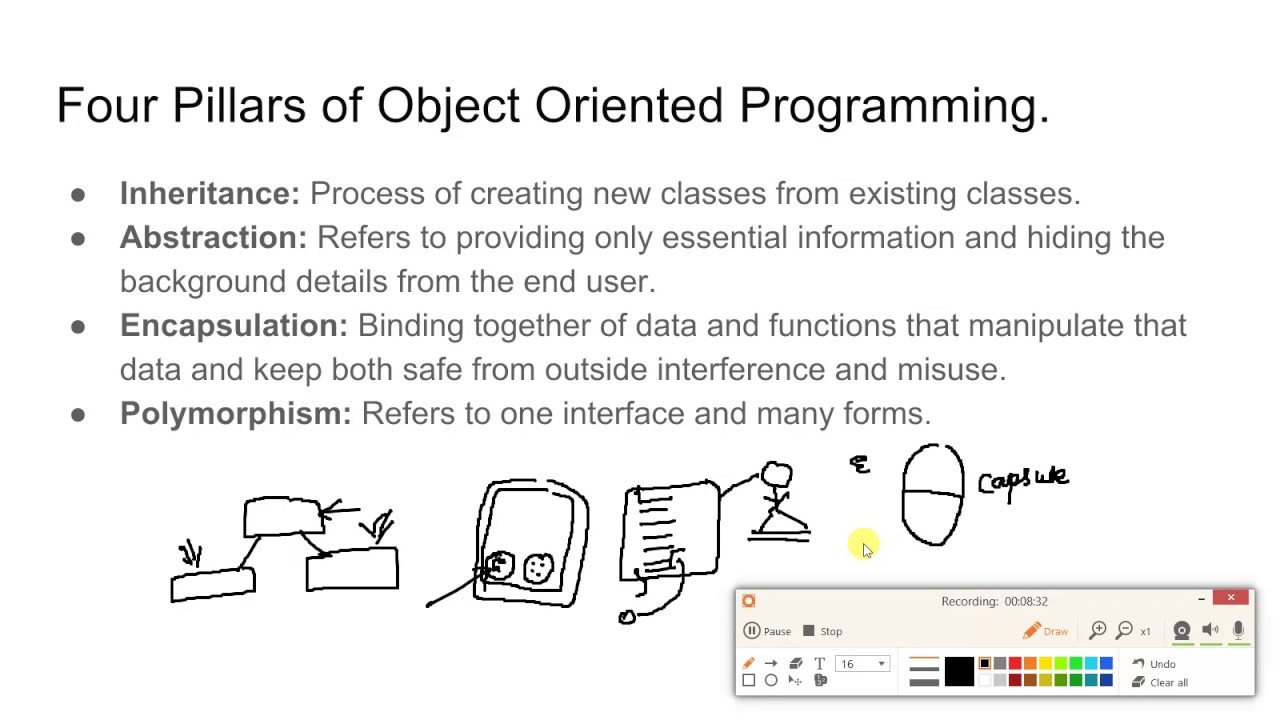 Four Pillars of Object Oriented Programming.
● Inheritance: Process of creating new classes from existing classes.
● Abstraction: Refers to providing only essential information and hiding the
background details from the end user.
● Encapsulation: Binding together of data and functions that manipulate that
data and keep both safe from outside interference and misuse.
● Polymorphism: Refers to one interface and many forms.
Capsule
Recording: 00:08:32
Pause Stop Draw x1
T 16 Undo
Clear all